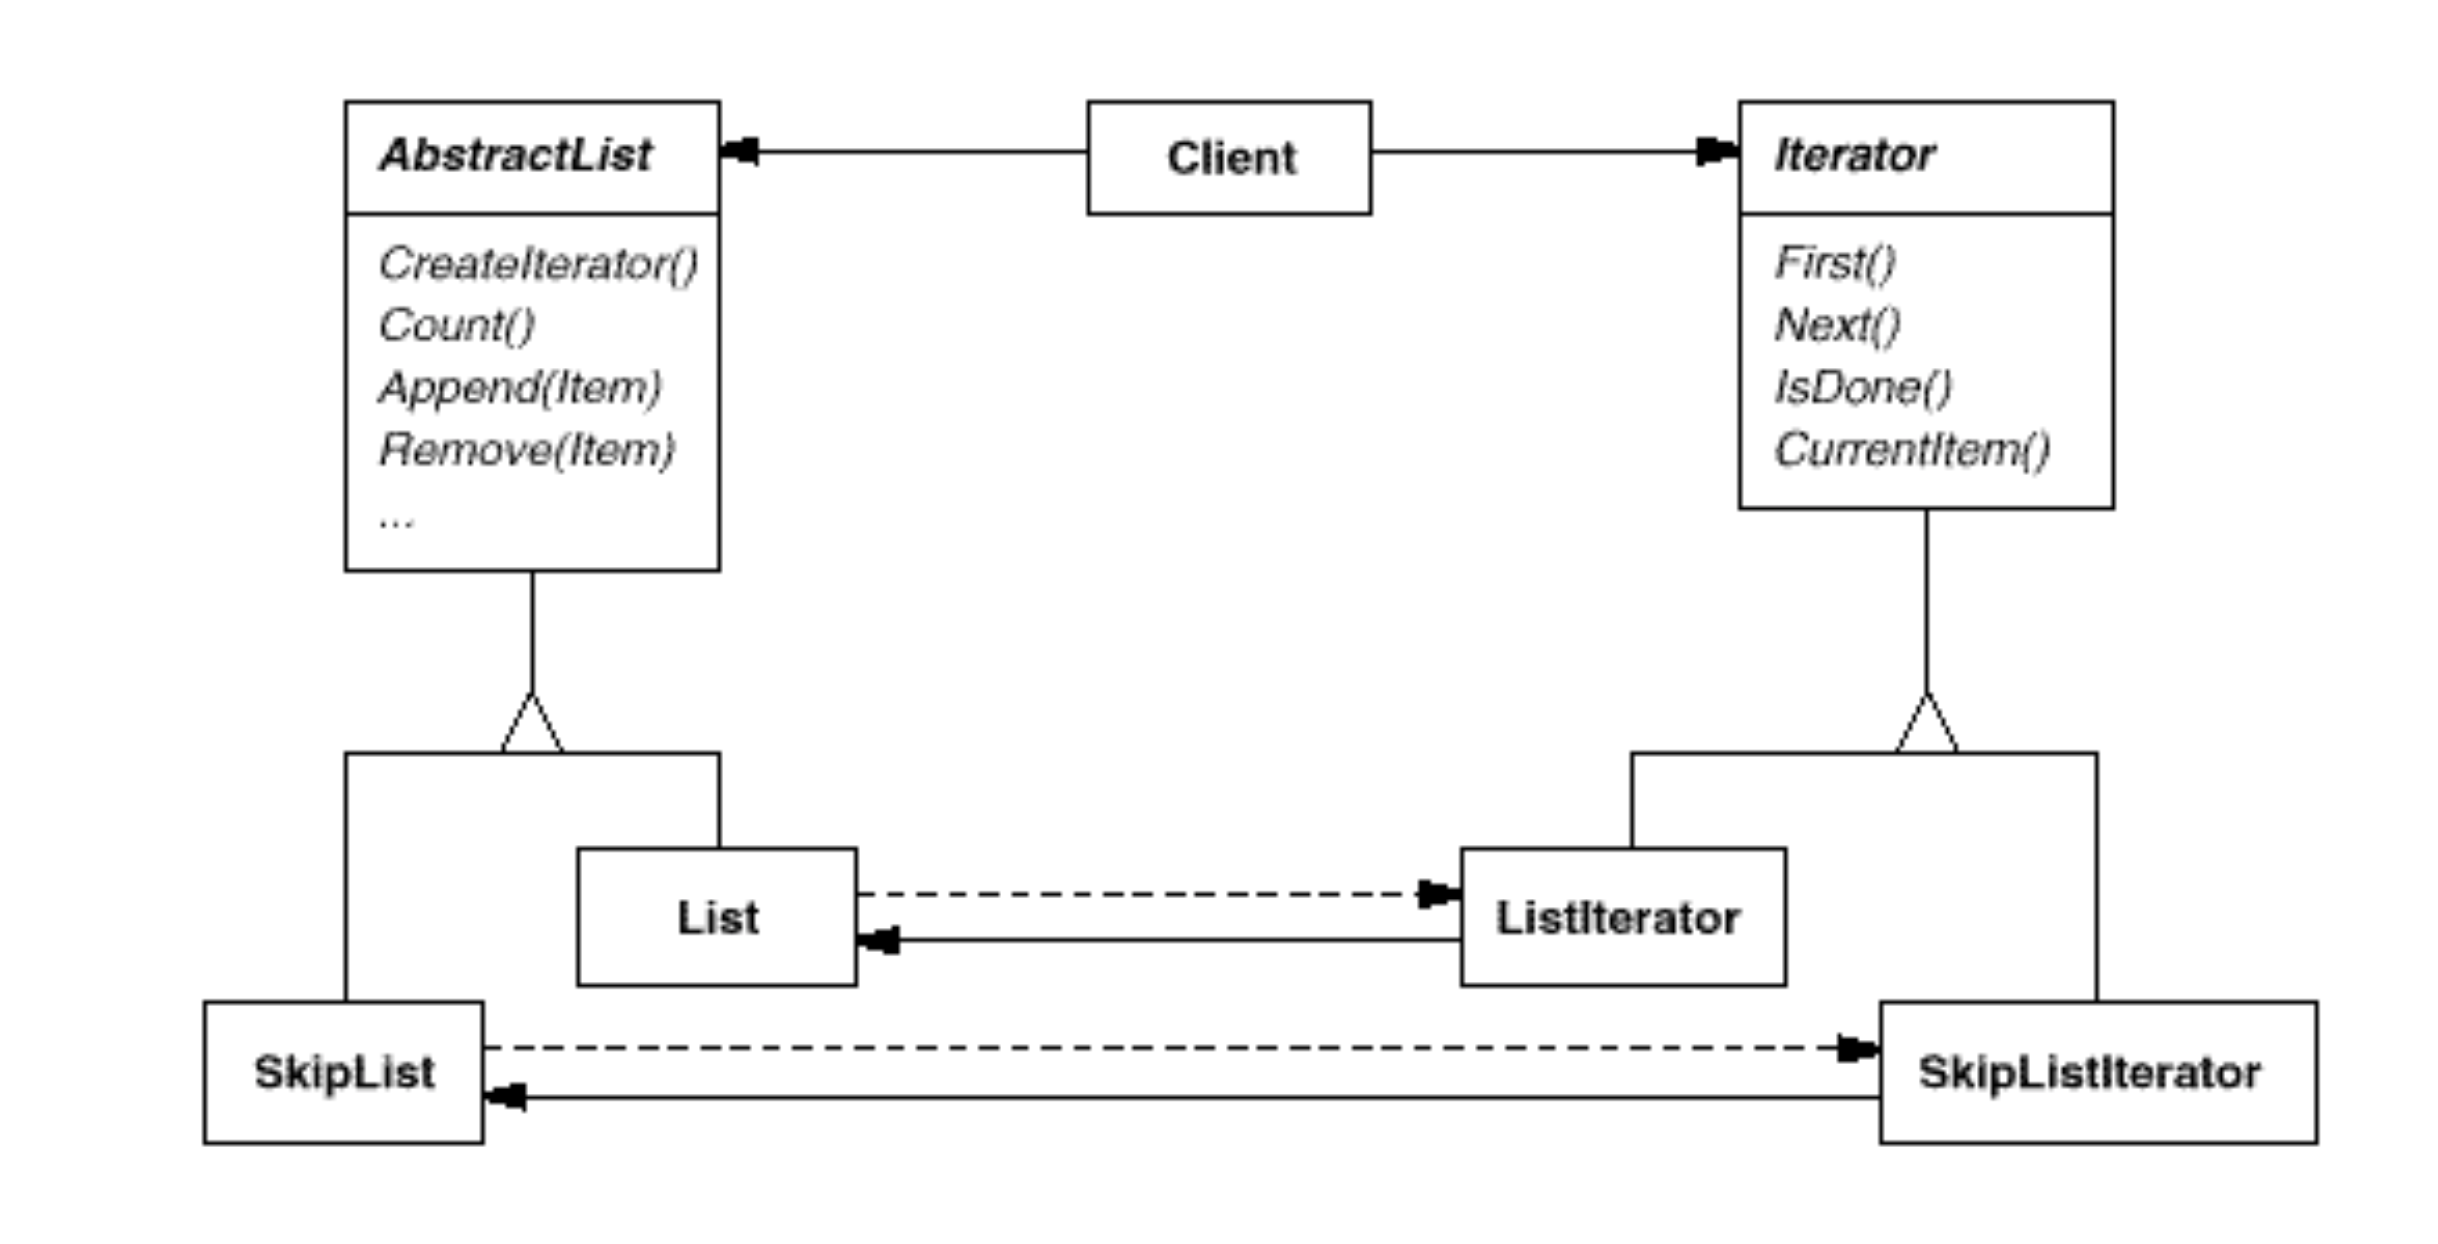 AbstractList
CreateIterator()
Count()
Append(Item)
Remove(Item)
...
Client
Iterator
First()
Next()
IsDone()
CurrentItem()
List
ListIterator
SkipList
SkipListIterator